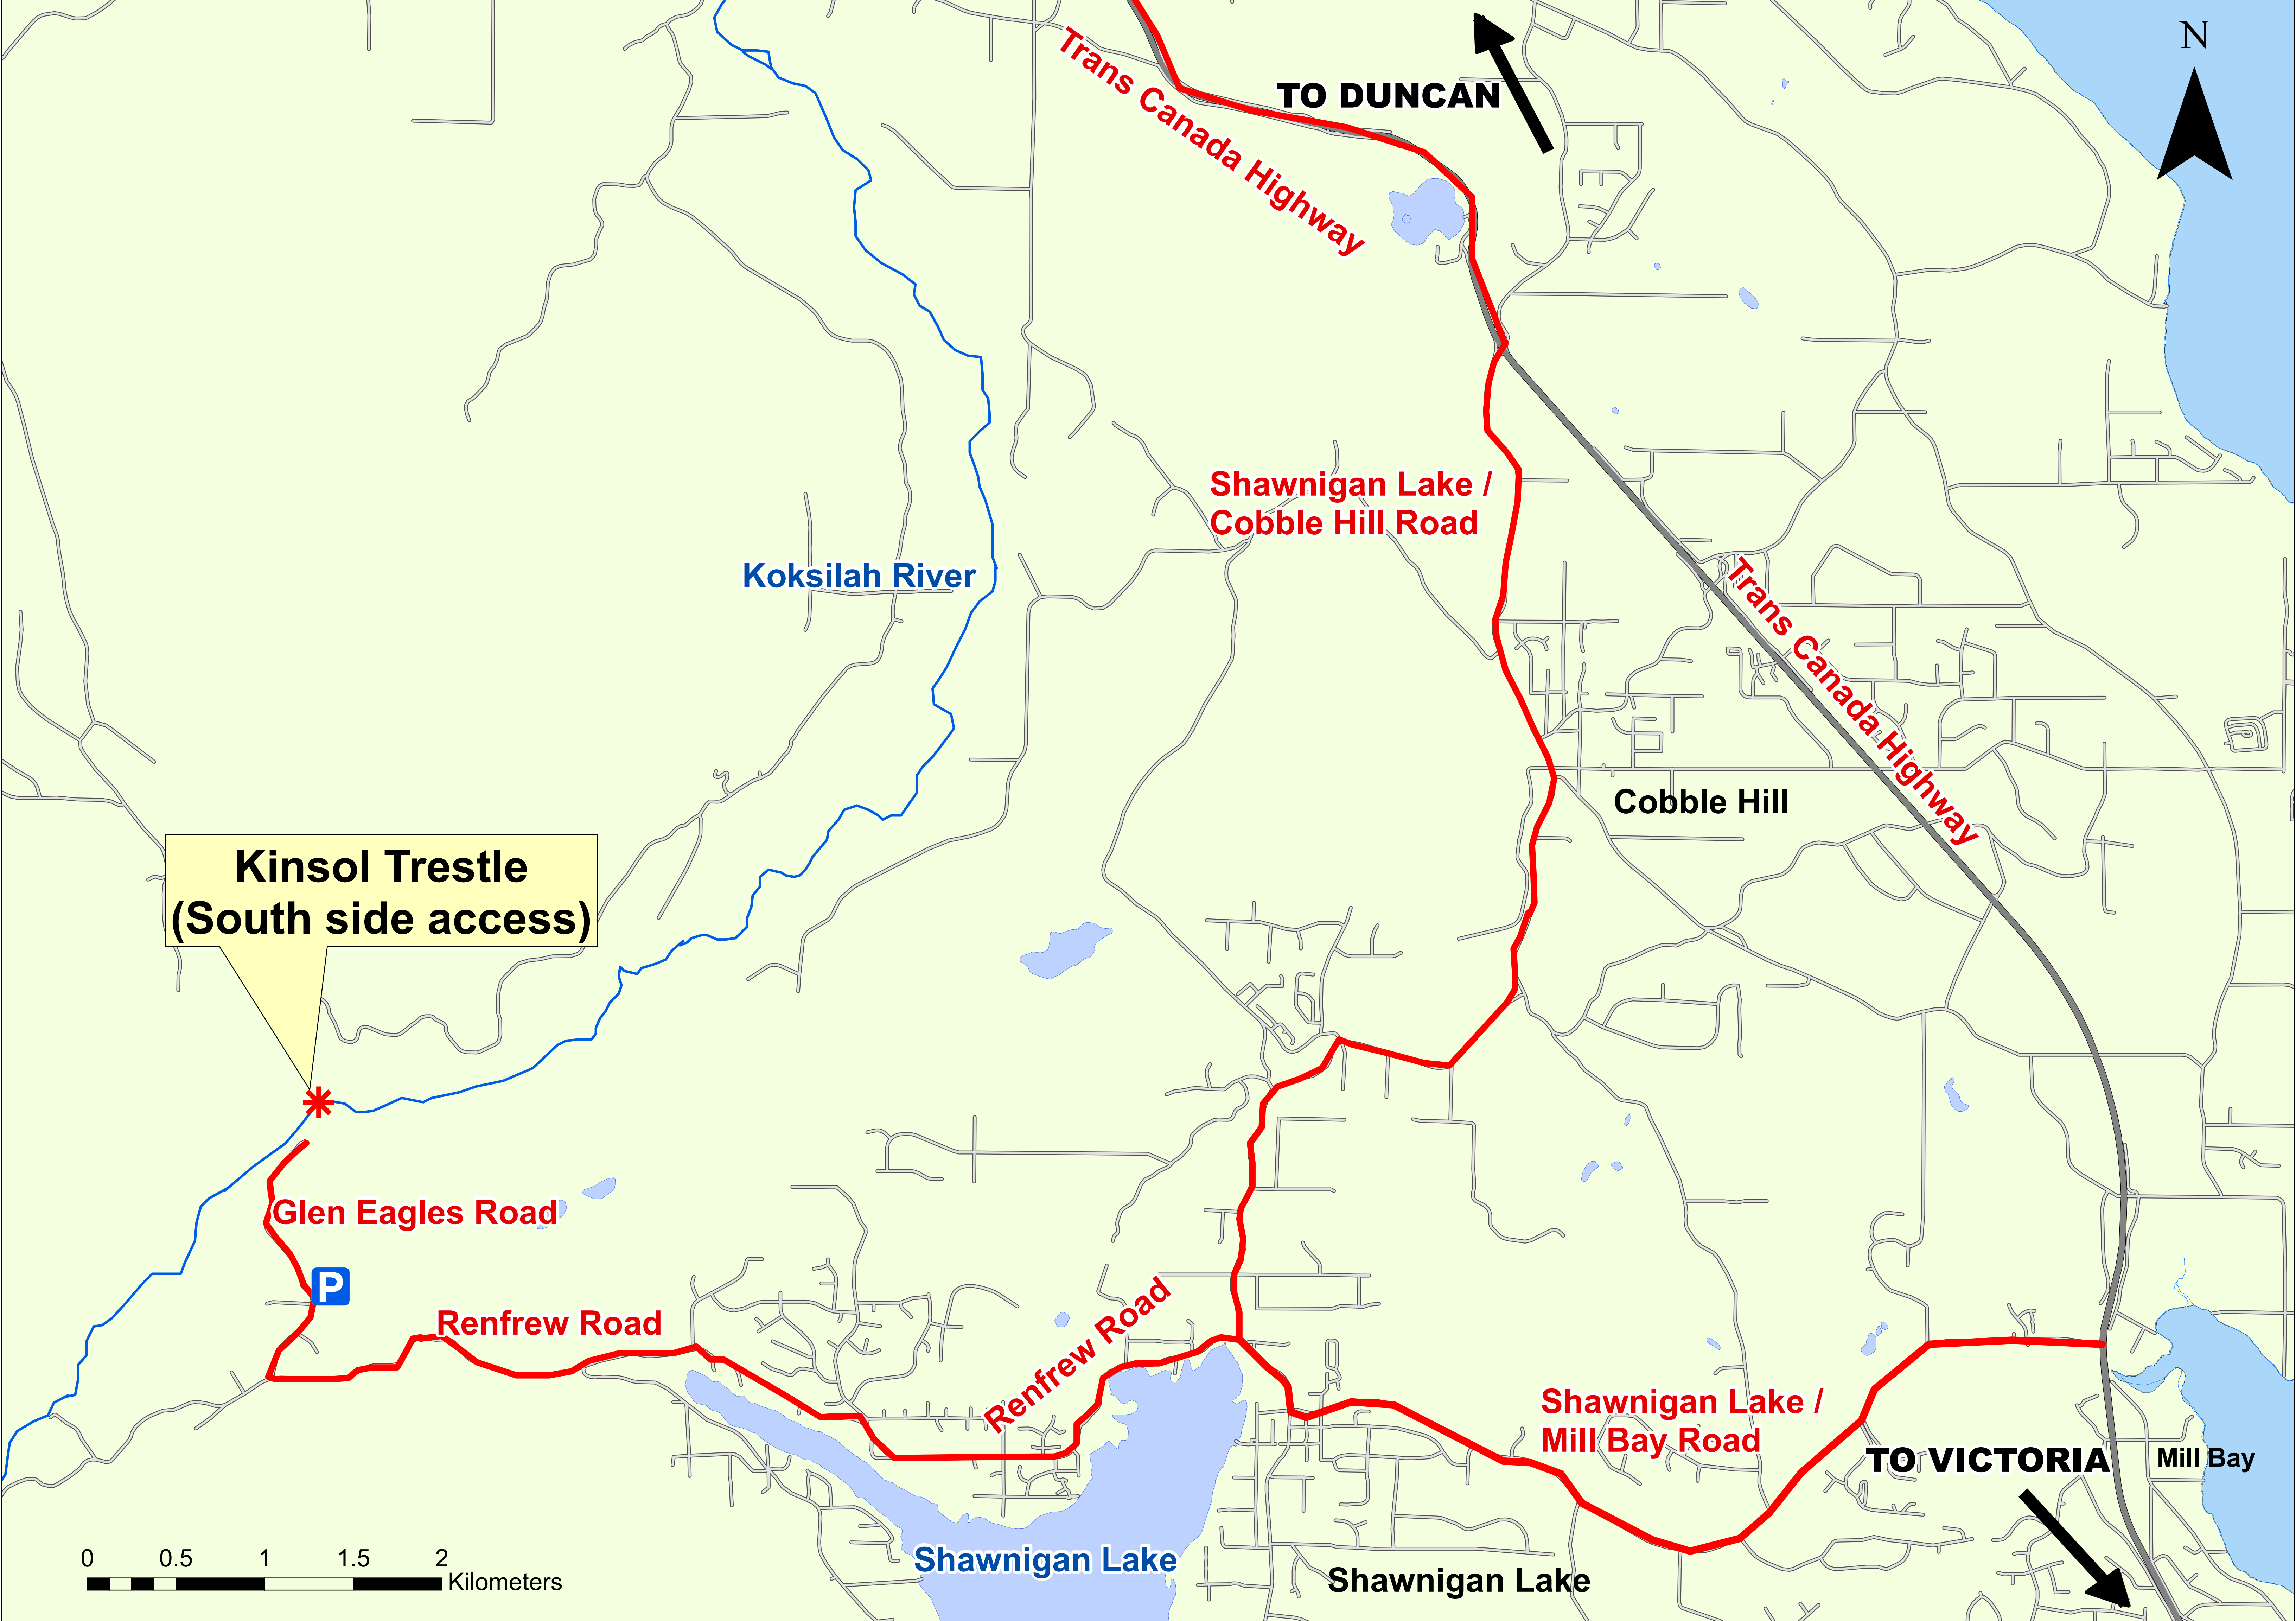 N
Trans Canada Highway
TO DUNCAN
Shawnigan Lake /
Cobble Hill Road
Koksilah River
Trans Canada Highway
Cobble Hill
Kinsol Trestle
(South side access)
Glen Eagles Road
P
Renfrew Road
Renfrew Road
Shawnigan Lake /
Mill Bay Road
TO VICTORIA
Mill Bay
Shawnigan Lake
Shawnigan Lake
0 0.5 1 1.5 2
Kilometers